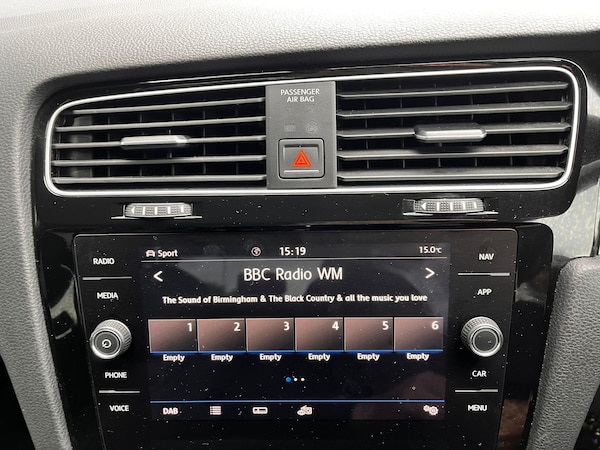 PASSENGER
AIR BAG
Sport
15:19
15.0°C
RADIO
NAV
< BBC Radio WM >
MEDIA
APP
The Sound of Birmingham & The Black Country & all the music you love
1 2 3 4 5 6
Empty Empty Empty Empty Empty Empty
PHONE
CAR
VOICE
DAB
MENU